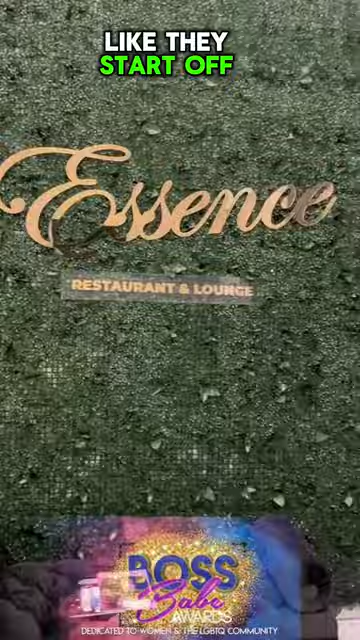 LIKE THEY
START OFF
Essence
RESTAURANT & LOUNGE
BOSS
Babe
AWARDS
DEDICATED TO WOMEN & THE LGBTQ COMMUNITY